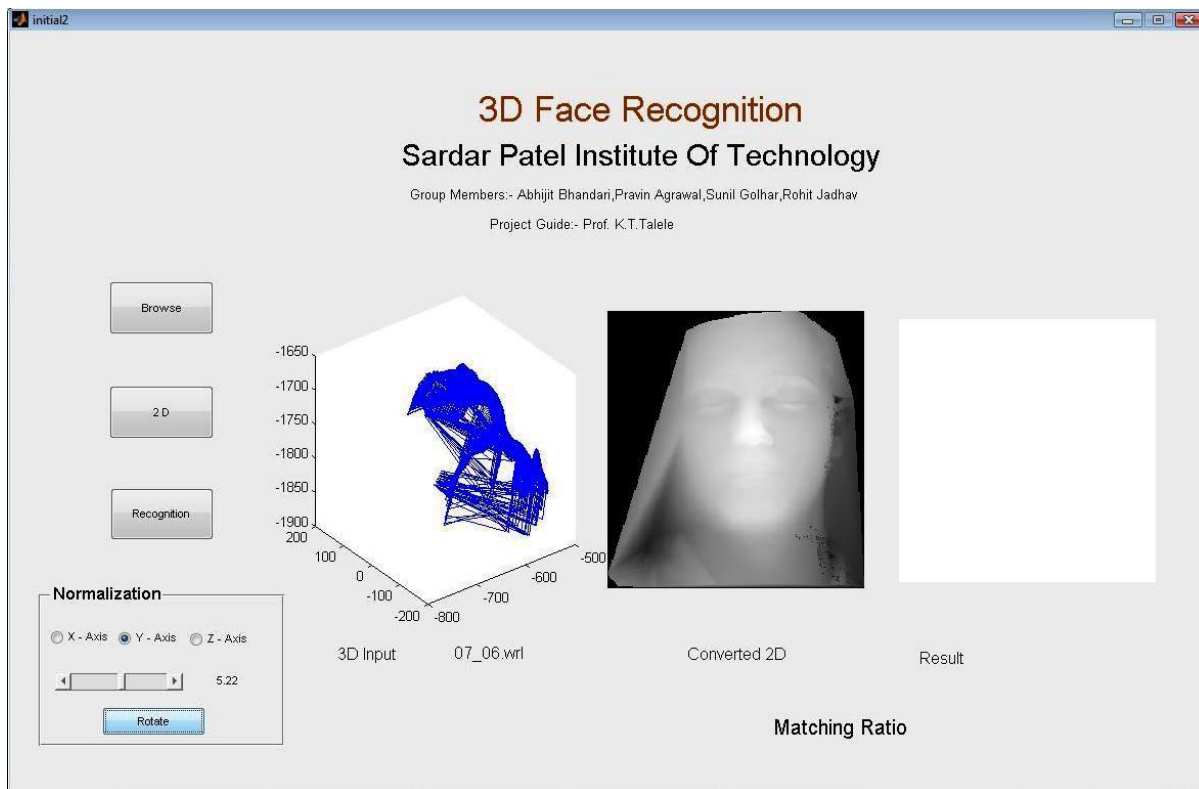 initial2
3D Face Recognition
Sardar Patel Institute Of Technology
Group Members:- Abhijit Bhandari,Pravin Agrawal,Sunil Golhar,Rohit Jadhav
Project Guide:- Prof. K.T.Talele
Browse
2 D
Recognition
-1650
-1700
-1750
-1800
-1850
-1900
200
100
0
-100
-200
-800
-700
-600
-500
Normalization
X - Axis Y - Axis Z - Axis
5.22
Rotate
3D Input 07_06.wrl Converted 2D Result
Matching Ratio